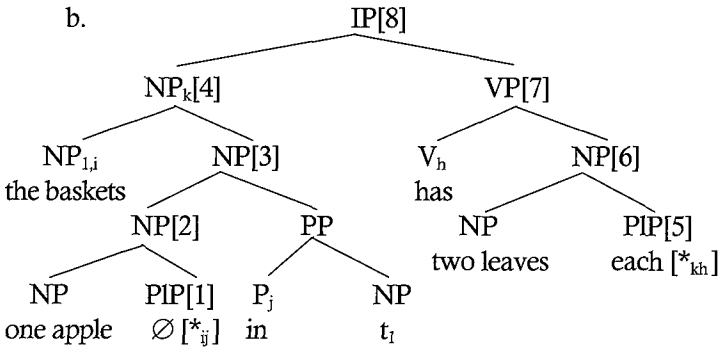 b. IP[8]
NPk[4] VP[7]
NP1,i NP[3] Vh NP[6]
the baskets has
NP[2] PP NP PlP[5]
two leaves each [*kh]
NP PlP[1] Pj NP
one apple ∅ [*ij] in t1